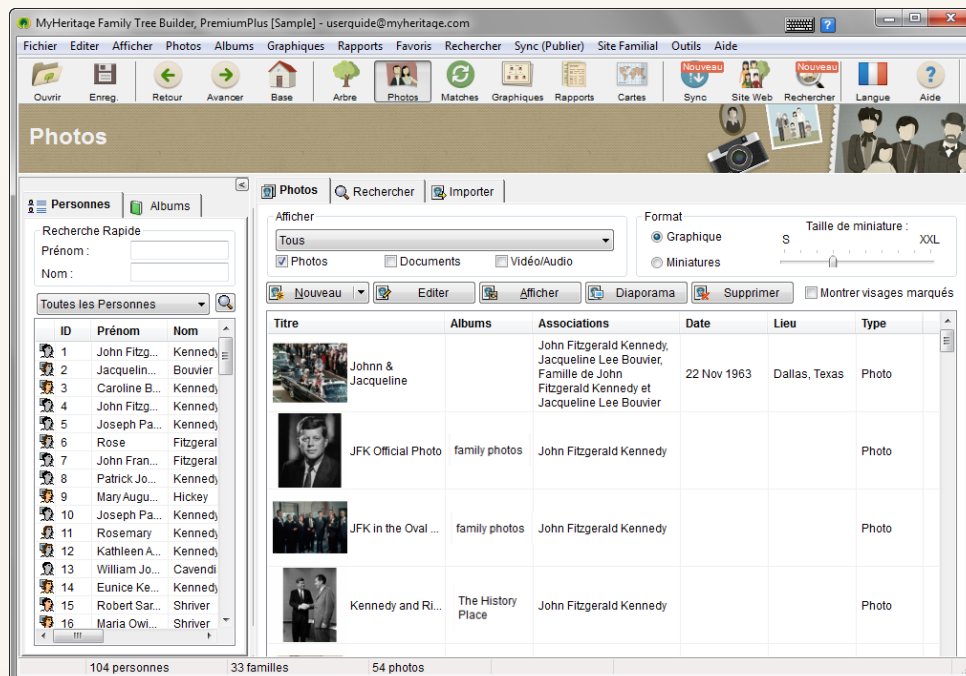 MyHeritage Family Tree Builder, PremiumPlus [Sample] - userguide@myheritage.com
Fichier Editer Afficher Photos Albums Graphiques Rapports Favoris Rechercher Sync (Publier) Site Familial Outils Aide
Nouveau Nouveau
Ouvrir Enreg. Retour Avancer Base Arbre Photos Matches Graphiques Rapports Cartes Sync Site Web Rechercher Langue Aide
Photos
Personnes Albums
Recherche Rapide
Prénom :
Nom :
Toutes les Personnes
ID Prénom Nom
1 John Fitzg... Kennedy
2 Jacquelin... Bouvier
3 Caroline B... Kennedy
4 John Fitzg... Kennedy
5 Joseph Pa... Kennedy
6 Rose Fitzgeral
7 John Fran... Fitzgeral
8 Patrick Jo... Kennedy
9 Mary Augu... Hickey
10 Joseph Pa... Kennedy
11 Rosemary Kennedy
12 Kathleen A... Kennedy
13 William Jo... Cavendi
14 Eunice Ke... Kennedy
15 Robert Sar... Shriver
16 Maria Owi... Shriver
Photos Rechercher Importer
Afficher
Tous
Photos Documents Vidéo/Audio
Format
Graphique
Miniatures
Taille de miniature :
S XXL
Nouveau Editer Afficher Diaporama Supprimer Montrer visages marqués
Titre Albums Associations Date Lieu Type
Johnn &
Jacqueline
John Fitzgerald Kennedy,
Jacqueline Lee Bouvier,
Famille de John
Fitzgerald Kennedy et
Jacqueline Lee Bouvier
22 Nov 1963 Dallas, Texas Photo
JFK Official Photo family photos John Fitzgerald Kennedy Photo
JFK in the Oval ... family photos John Fitzgerald Kennedy Photo
Kennedy and Ri... The History
Place
John Fitzgerald Kennedy Photo
104 personnes 33 familles 54 photos